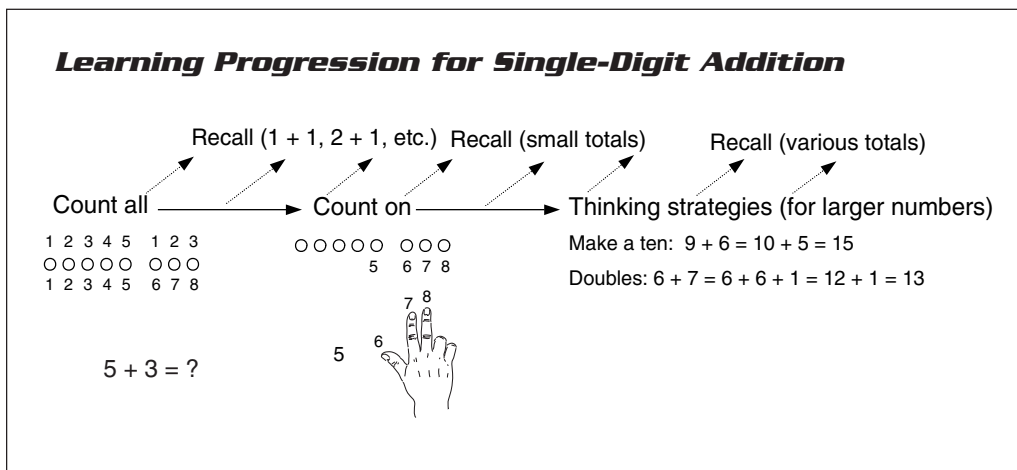 Learning Progression for Single-Digit Addition
Recall (1 + 1, 2 + 1, etc.) Recall (small totals) Recall (various totals)
Count all Count on Thinking strategies (for larger numbers)
1 2 3 4 5 1 2 3
1 2 3 4 5 6 7 8
5 6 7 8
Make a ten: 9 + 6 = 10 + 5 = 15
Doubles: 6 + 7 = 6 + 6 + 1 = 12 + 1 = 13
5 + 3 = ?
5 6 7 8